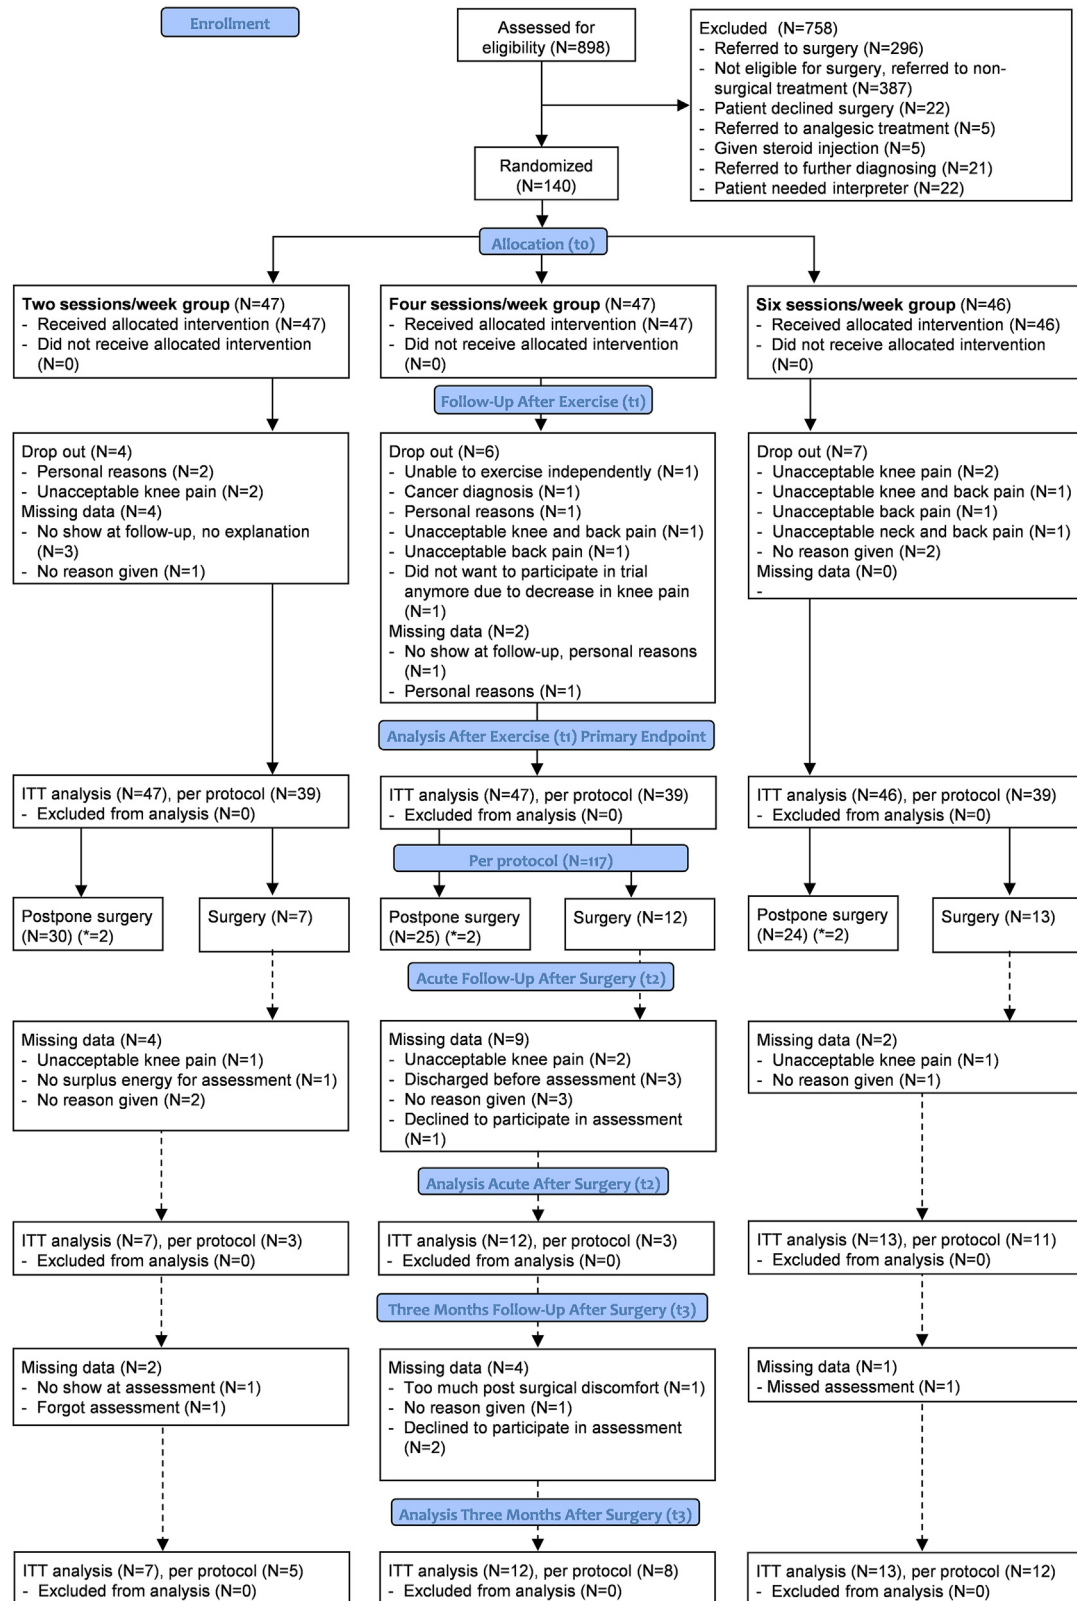 Enrollment
Assessed for
eligibility (N=898)
Excluded (N=758)
- Referred to surgery (N=296)
- Not eligible for surgery, referred to non-
surgical treatment (N=387)
- Patient declined surgery (N=22)
- Referred to analgesic treatment (N=5)
- Given steroid injection (N=5)
- Referred to further diagnosing (N=21)
- Patient needed interpreter (N=22)
Randomized
(N=140)
Allocation (t0)
Two sessions/week group (N=47)
- Received allocated intervention (N=47)
- Did not receive allocated intervention
(N=0)
Four sessions/week group (N=47)
- Received allocated intervention (N=47)
- Did not receive allocated intervention
(N=0)
Six sessions/week group (N=46)
- Received allocated intervention (N=46)
- Did not receive allocated intervention
(N=0)
Follow-Up After Exercise (t1)
Drop out (N=4)
- Personal reasons (N=2)
- Unacceptable knee pain (N=2)
Missing data (N=4)
- No show at follow-up, no explanation
(N=3)
- No reason given (N=1)
Drop out (N=6)
- Unable to exercise independently (N=1)
- Cancer diagnosis (N=1)
- Personal reasons (N=1)
- Unacceptable knee and back pain (N=1)
- Unacceptable back pain (N=1)
- Did not want to participate in trial
anymore due to decrease in knee pain
(N=1)
Missing data (N=2)
- No show at follow-up, personal reasons
(N=1)
- Personal reasons (N=1)
Drop out (N=7)
- Unacceptable knee pain (N=2)
- Unacceptable knee and back pain (N=1)
- Unacceptable back pain (N=1)
- Unacceptable neck and back pain (N=1)
- No reason given (N=2)
Missing data (N=0)
-
Analysis After Exercise (t1) Primary Endpoint
ITT analysis (N=47), per protocol (N=39)
- Excluded from analysis (N=0)
ITT analysis (N=47), per protocol (N=39)
- Excluded from analysis (N=0)
ITT analysis (N=46), per protocol (N=39)
- Excluded from analysis (N=0)
Per protocol (N=117)
Postpone surgery
(N=30) (*=2)
Surgery (N=7)
Postpone surgery
(N=25) (*=2)
Surgery (N=12)
Postpone surgery
(N=24) (*=2)
Surgery (N=13)
Acute Follow-Up After Surgery (t2)
Missing data (N=4)
- Unacceptable knee pain (N=1)
- No surplus energy for assessment (N=1)
- No reason given (N=2)
Missing data (N=9)
- Unacceptable knee pain (N=2)
- Discharged before assessment (N=3)
- No reason given (N=3)
- Declined to participate in assessment
(N=1)
Missing data (N=2)
- Unacceptable knee pain (N=1)
- No reason given (N=1)
Analysis Acute After Surgery (t2)
ITT analysis (N=7), per protocol (N=3)
- Excluded from analysis (N=0)
ITT analysis (N=12), per protocol (N=3)
- Excluded from analysis (N=0)
ITT analysis (N=13), per protocol (N=11)
- Excluded from analysis (N=0)
Three Months Follow-Up After Surgery (t3)
Missing data (N=2)
- No show at assessment (N=1)
- Forgot assessment (N=1)
Missing data (N=4)
- Too much post surgical discomfort (N=1)
- No reason given (N=1)
- Declined to participate in assessment
(N=2)
Missing data (N=1)
- Missed assessment (N=1)
Analysis Three Months After Surgery (t3)
ITT analysis (N=7), per protocol (N=5)
- Excluded from analysis (N=0)
ITT analysis (N=12), per protocol (N=8)
- Excluded from analysis (N=0)
ITT analysis (N=13), per protocol (N=12)
- Excluded from analysis (N=0)